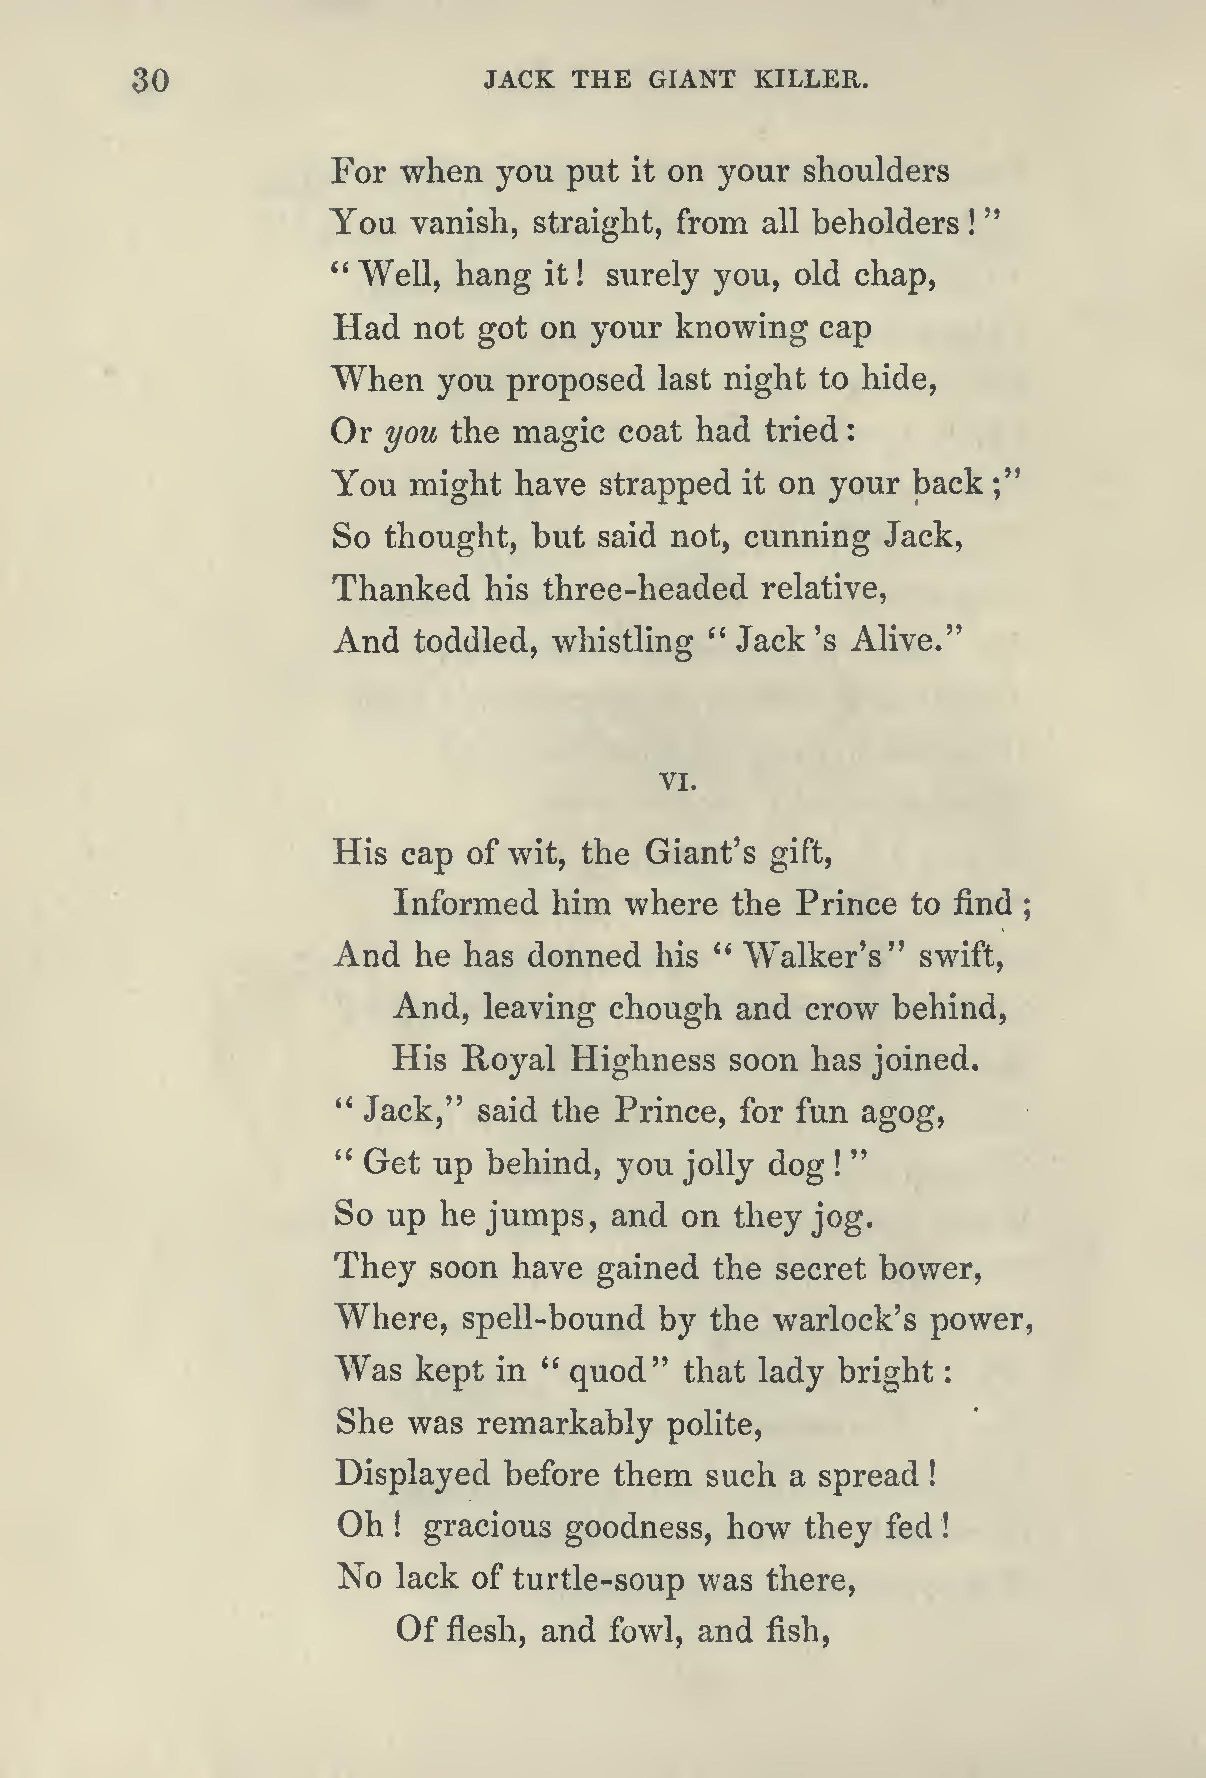 30 JACK THE GIANT KILLER.
For when you put it on your shoulders
You vanish, straight, from all beholders!”
“Well, hang it! surely you, old chap,
Had not got on your knowing cap
When you proposed last night to hide,
Or you the magic coat had tried:
You might have strapped it on your back;”
So thought, but said not, cunning Jack,
Thanked his three-headed relative,
And toddled, whistling “Jack's Alive.”
VI.
His cap of wit, the Giant's gift,
Informed him where the Prince to find;
And he has donned his “Walker's” swift,
And, leaving chough and crow behind,
His Royal Highness soon has joined.
“Jack,” said the Prince, for fun agog,
“Get up behind, you jolly dog!”
So up he jumps, and on they jog.
They soon have gained the secret bower,
Where, spell-bound by the warlock's power,
Was kept in “quod” that lady bright:
She was remarkably polite,
Displayed before them such a spread!
Oh! gracious goodness, how they fed!
No lack of turtle-soup was there,
Of flesh, and fowl, and fish,